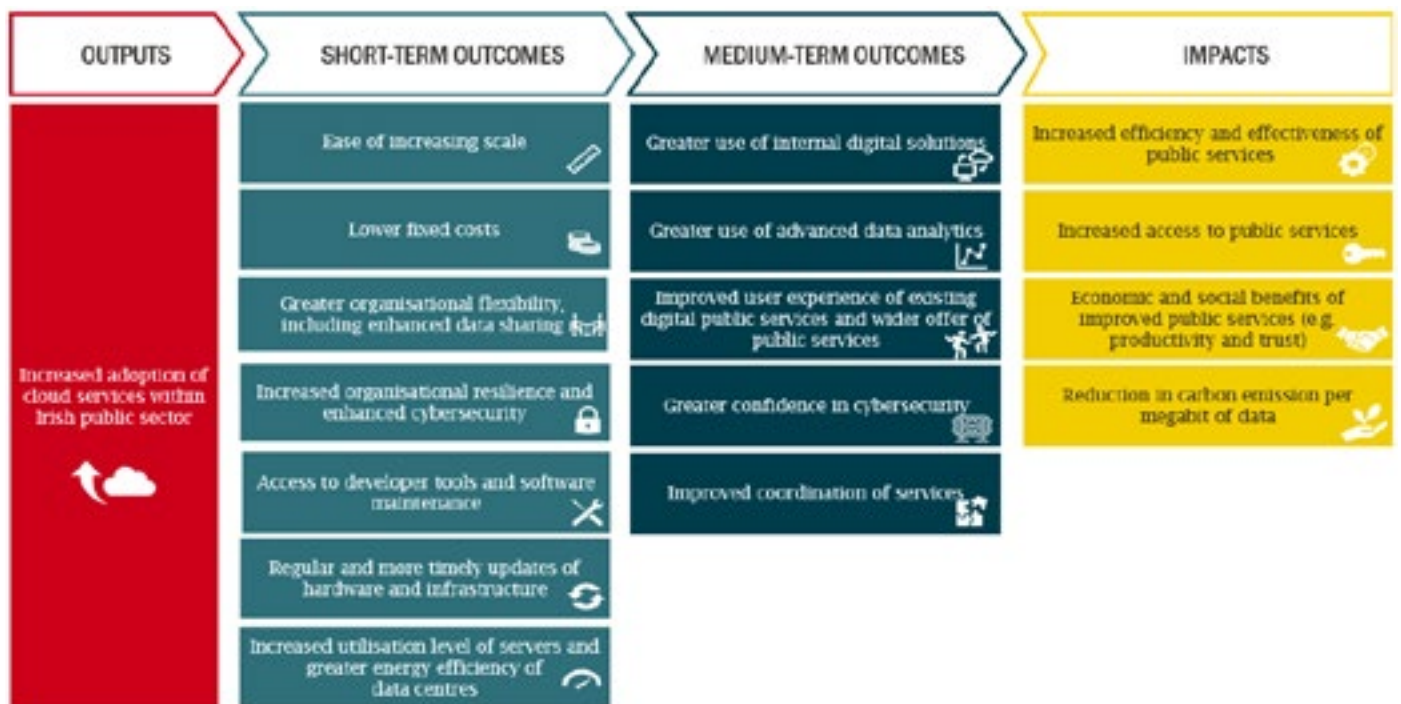 OUTPUTS
SHORT-TERM OUTCOMES
MEDIUM-TERM OUTCOMES
IMPACTS
Increased adoption of
cloud services within
Irish public sector
Ease of increasing scale
Lower fixed costs
Greater organisational flexibility,
including enhanced data sharing
Increased organisational resilience and
enhanced cybersecurity
Access to developer tools and software
maintenance
Regular and more timely updates of
hardware and infrastructure
Increased utilisation level of servers and
greater energy efficiency of
data centres
Greater use of internal digital solutions
Greater use of advanced data analytics
Improved user experience of existing
digital public services and wider offer of
public services
Greater confidence in cybersecurity
Improved coordination of services
Increased efficiency and effectiveness of
public services
Increased access to public services
Economic and social benefits of
improved public services (e.g.
productivity and trust)
Reduction in carbon emission per
megabit of data